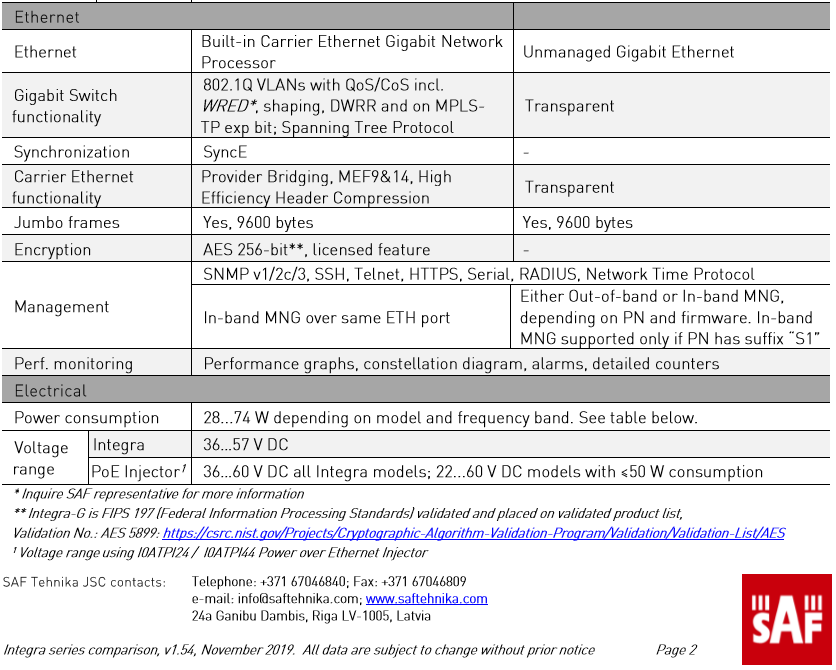 Ethernet
Ethernet
Built-in Carrier Ethernet Gigabit Network
Processor
Unmanaged Gigabit Ethernet
Gigabit Switch
functionality
802.1Q VLANs with QoS/CoS incl.
WRED*, shaping, DWRR and on MPLS-
TP exp bit; Spanning Tree Protocol
Transparent
Synchronization
SyncE
-
Carrier Ethernet
functionality
Provider Bridging, MEF9&14, High
Efficiency Header Compression
Transparent
Jumbo frames
Yes, 9600 bytes
Yes, 9600 bytes
Encryption
AES 256-bit**, licensed feature
-
Management
SNMP v1/2c/3, SSH, Telnet, HTTPS, Serial, RADIUS, Network Time Protocol
In-band MNG over same ETH port
Either Out-of-band or In-band MNG,
depending on PN and firmware. In-band
MNG supported only if PN has suffix “S1”
Perf. monitoring
Performance graphs, constellation diagram, alarms, detailed counters
Electrical
Power consumption
28...74 W depending on model and frequency band. See table below.
Voltage
range
Integra
36...57 V DC
PoE Injector¹
36...60 V DC all Integra models; 22...60 V DC models with ≤50 W consumption
* Inquire SAF representative for more information
** Integra-G is FIPS 197 (Federal Information Processing Standards) validated and placed on validated product list,
Validation No.: AES 5899: https://csrc.nist.gov/Projects/Cryptographic-Algorithm-Validation-Program/Validation/Validation-List/AES
¹ Voltage range using I0ATPI24 / I0ATPI44 Power over Ethernet Injector
SAF Tehnika JSC contacts:
Telephone: +371 67046840; Fax: +371 67046809
e-mail: info@saftehnika.com; www.saftehnika.com
24a Ganibu Dambis, Riga LV-1005, Latvia
SAF
Integra series comparison, v1.54, November 2019. All data are subject to change without prior notice
Page 2